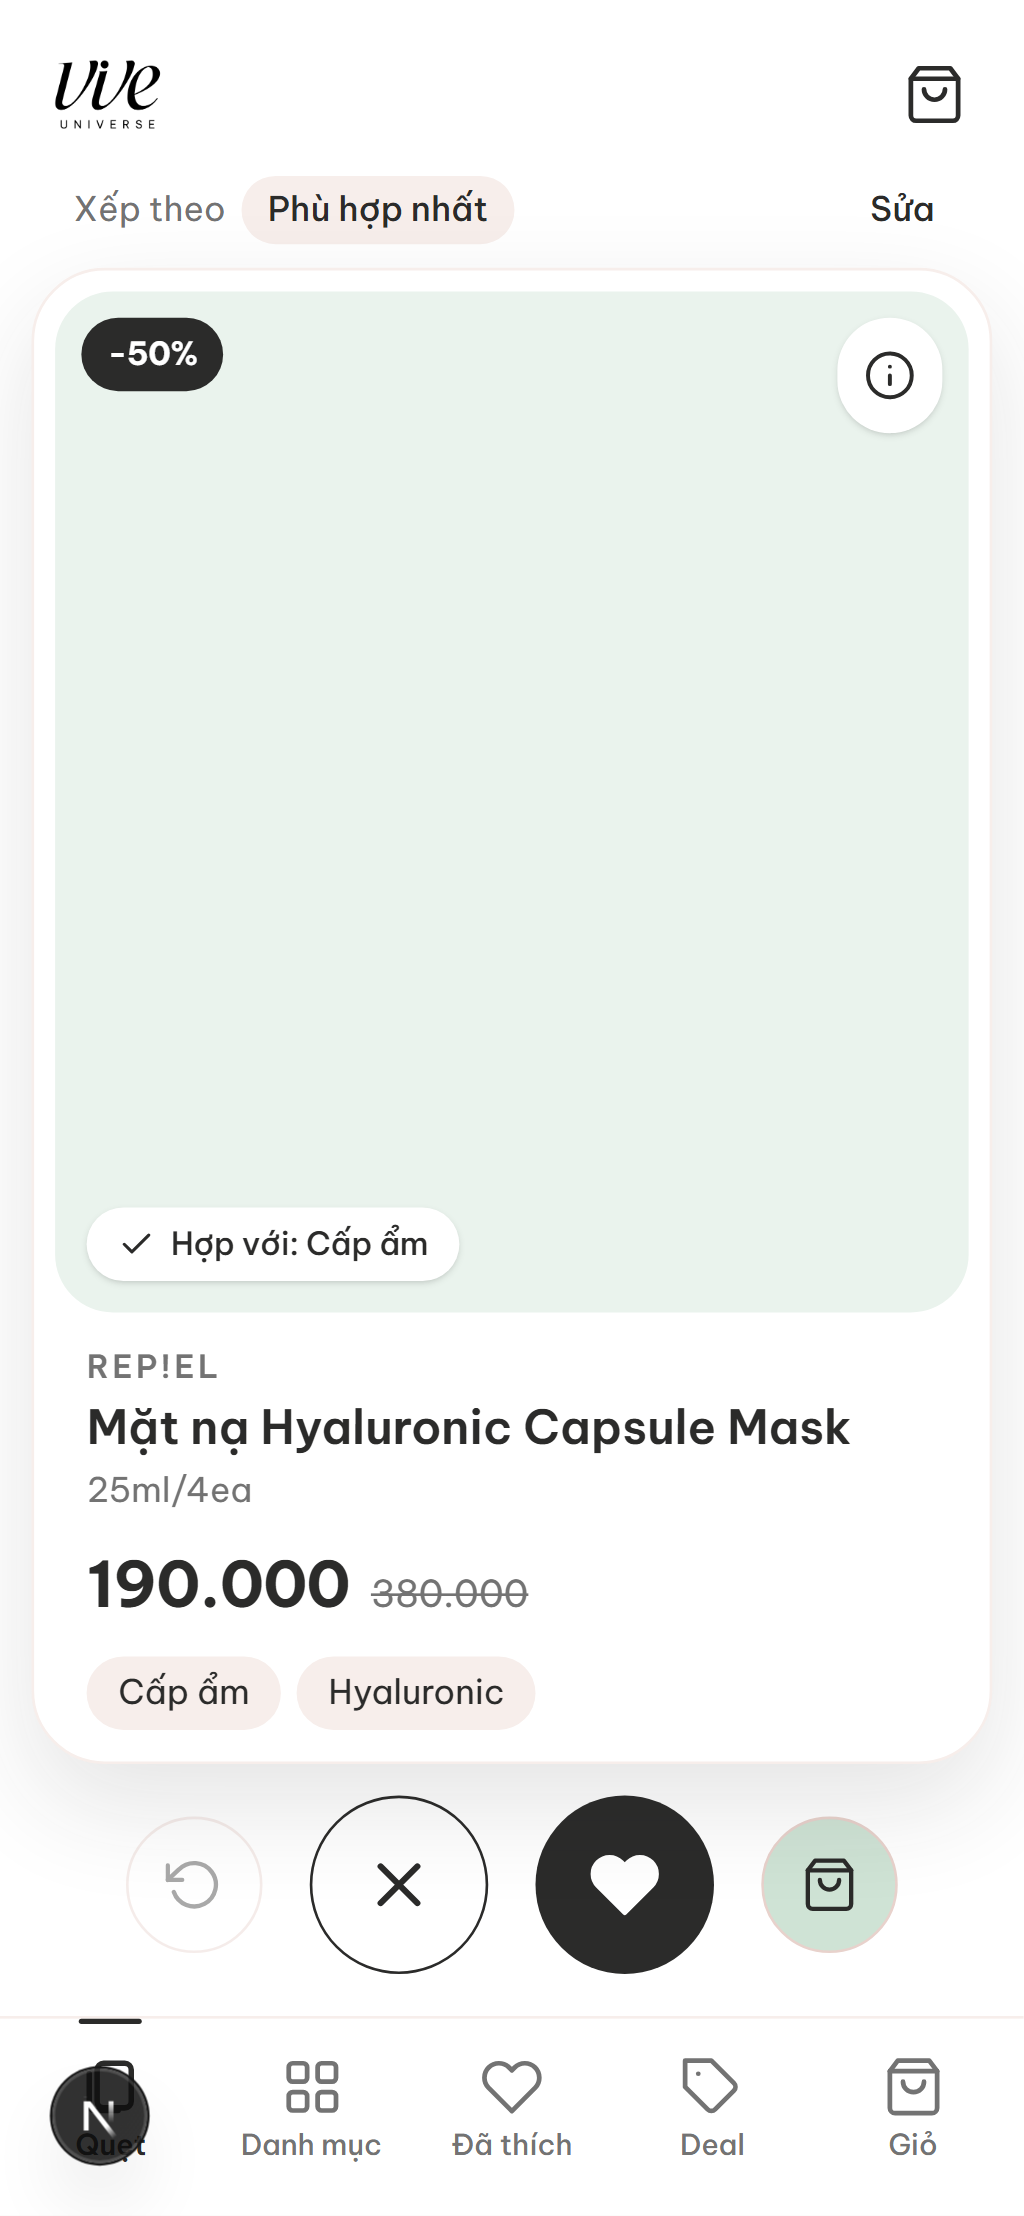 vive
UNIVERSE
Xếp theo Phù hợp nhất Sửa
-50%
Hợp với: Cấp ẩm
REP!EL
Mặt nạ Hyaluronic Capsule Mask
25ml/4ea
190.000 380.000
Cấp ẩm Hyaluronic
N
Quẹt Danh mục Đã thích Deal Giỏ